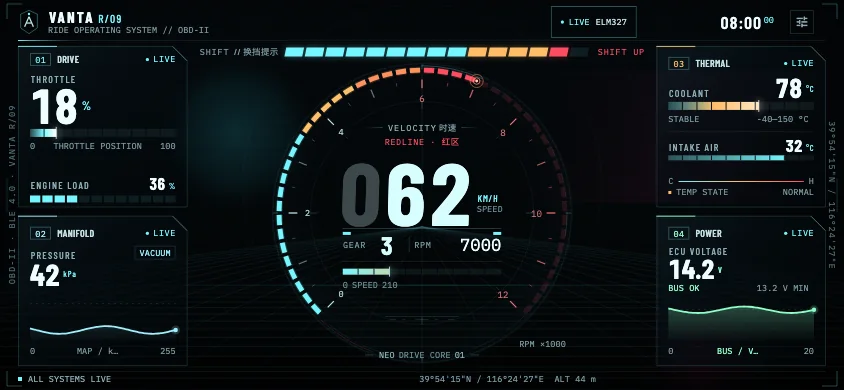 VANTA R/09
RIDE OPERATING SYSTEM // OBD-II
LIVE ELM327
08:00 00
SHIFT // 换挡提示
SHIFT UP
01 DRIVE
LIVE
THROTTLE
18 %
0 THROTTLE POSITION 100
ENGINE LOAD 36 %
02 MANIFOLD
LIVE
PRESSURE
VACUUM
42 kPa
0 MAP / k… 255
OBD-II · BLE 4.0 · VANTA R/09
0
2
4
6
8
10
12
VELOCITY 时速
REDLINE · 红区
062 KM/H
SPEED
GEAR 3 RPM 7000
0 SPEED 210
RPM ×1000
NEO DRIVE CORE 01
03 THERMAL
LIVE
COOLANT 78 °C
STABLE -40—150 °C
INTAKE AIR 32 °C
C H
TEMP STATE NORMAL
04 POWER
LIVE
ECU VOLTAGE
14.2 V
BUS OK 13.2 V MIN
0 BUS / V… 20
39°54'15"N / 116°24'27"E
ALL SYSTEMS LIVE
39°54'15"N / 116°24'27"E ALT 44 m